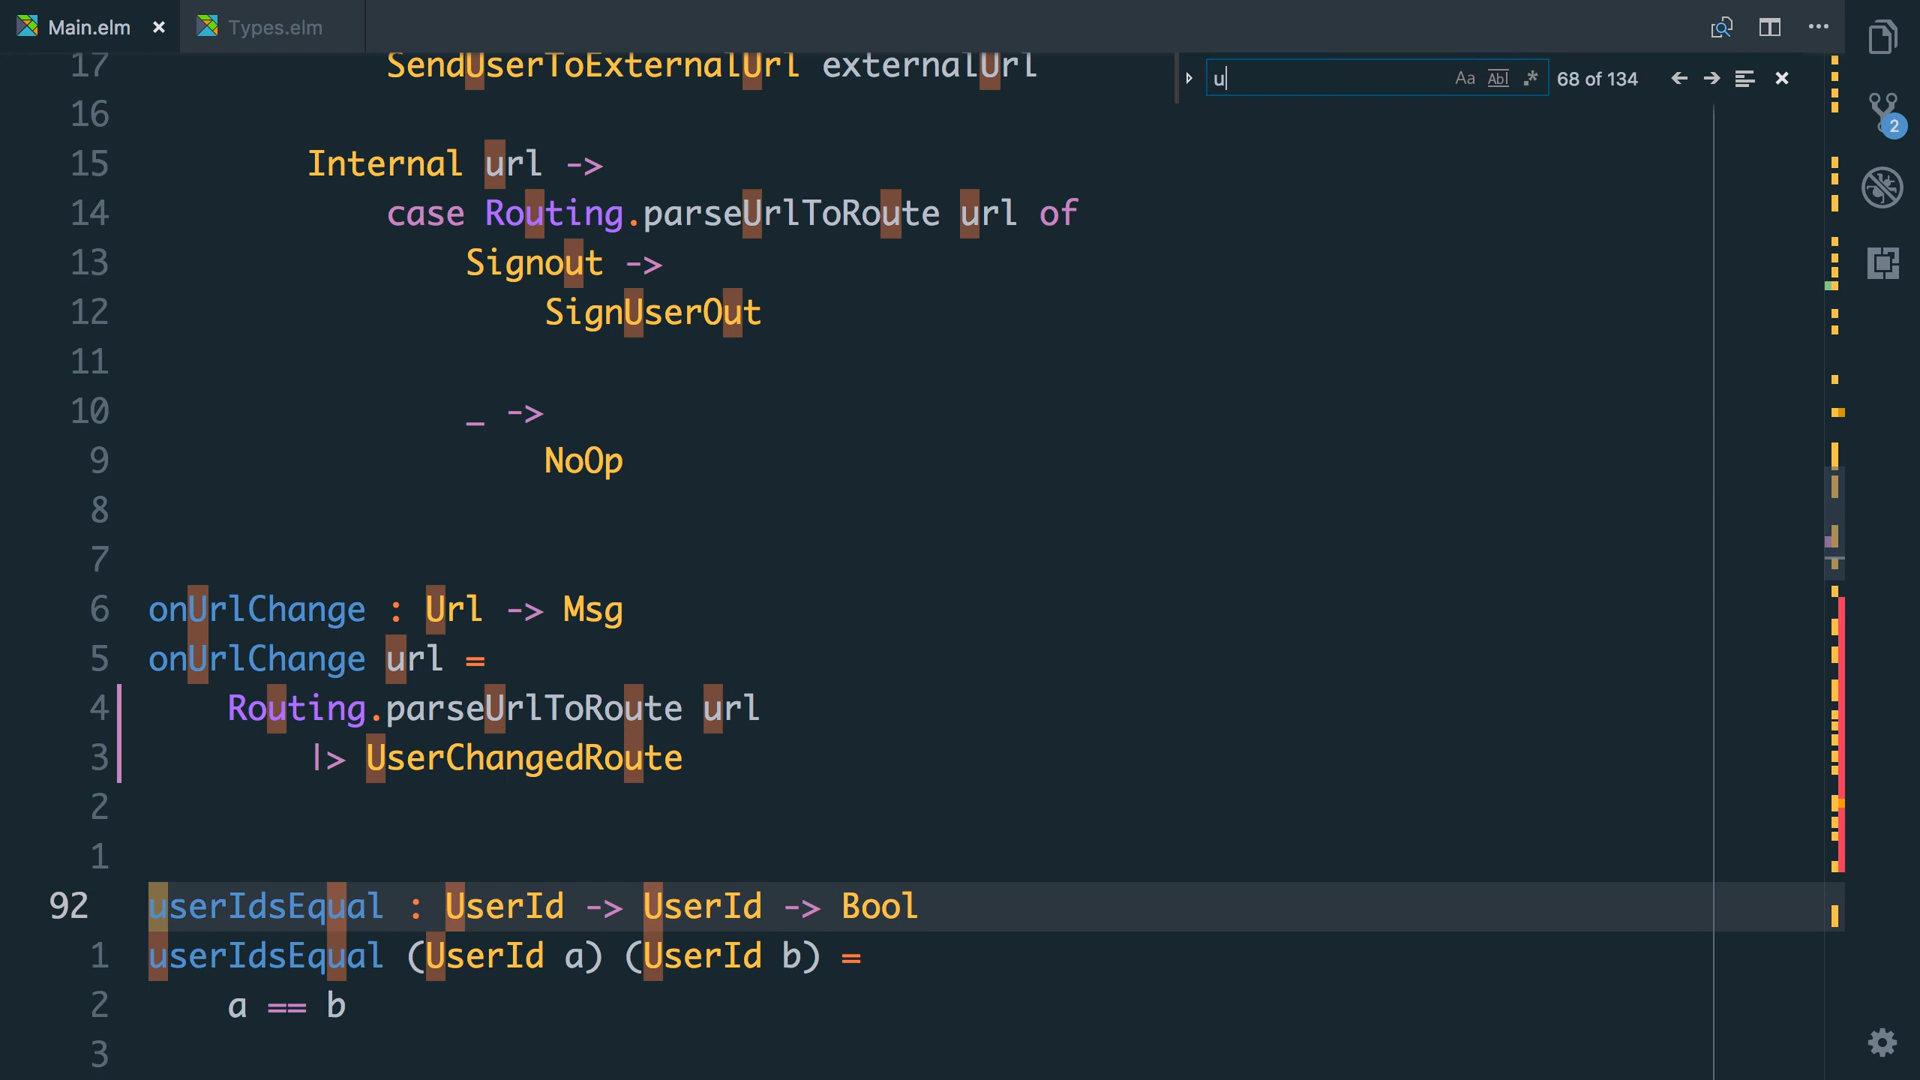 Main.elm × Types.elm
u Aa Abl .* 68 of 134
17 SendUserToExternalUrl externalUrl
16
15 Internal url ->
14 case Routing.parseUrlToRoute url of
13 Signout ->
12 SignUserOut
11
10 _ ->
9 NoOp
8
7
6 onUrlChange : Url -> Msg
5 onUrlChange url =
4 Routing.parseUrlToRoute url
3 |> UserChangedRoute
2
1
92 userIdsEqual : UserId -> UserId -> Bool
1 userIdsEqual (UserId a) (UserId b) =
2 a == b
3
2